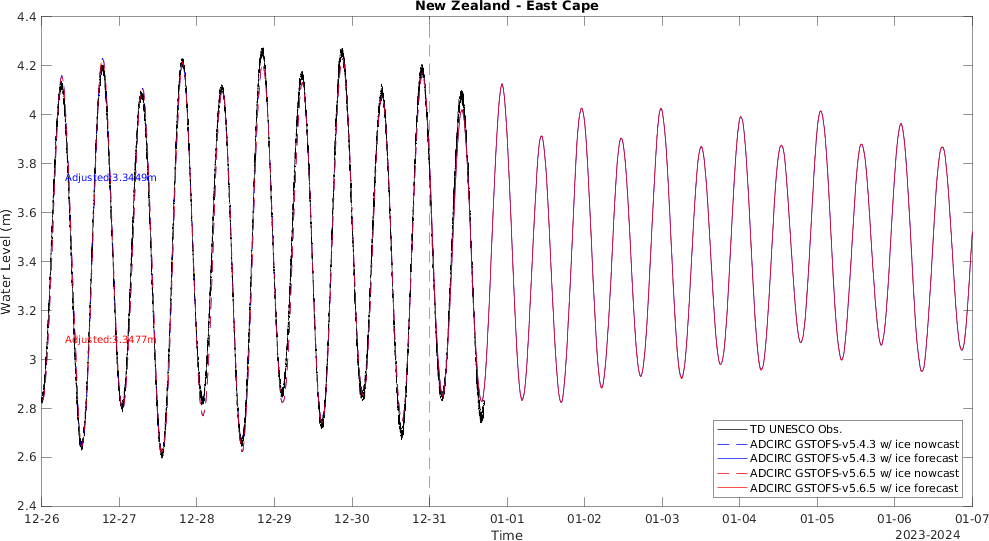 New Zealand - East Cape
4.4
4.2
4
3.8
3.6
3.4
3.2
3
2.8
2.6
2.4
Water Level (m)
Adjusted:3.3449m
Adjusted:3.3477m
TD UNESCO Obs.
ADCIRC GSTOFS-v5.4.3 w/ ice nowcast
ADCIRC GSTOFS-v5.4.3 w/ ice forecast
ADCIRC GSTOFS-v5.6.5 w/ ice nowcast
ADCIRC GSTOFS-v5.6.5 w/ ice forecast
12-26 12-27 12-28 12-29 12-30 12-31 01-01 01-02 01-03 01-04 01-05 01-06 01-07
Time
2023-2024